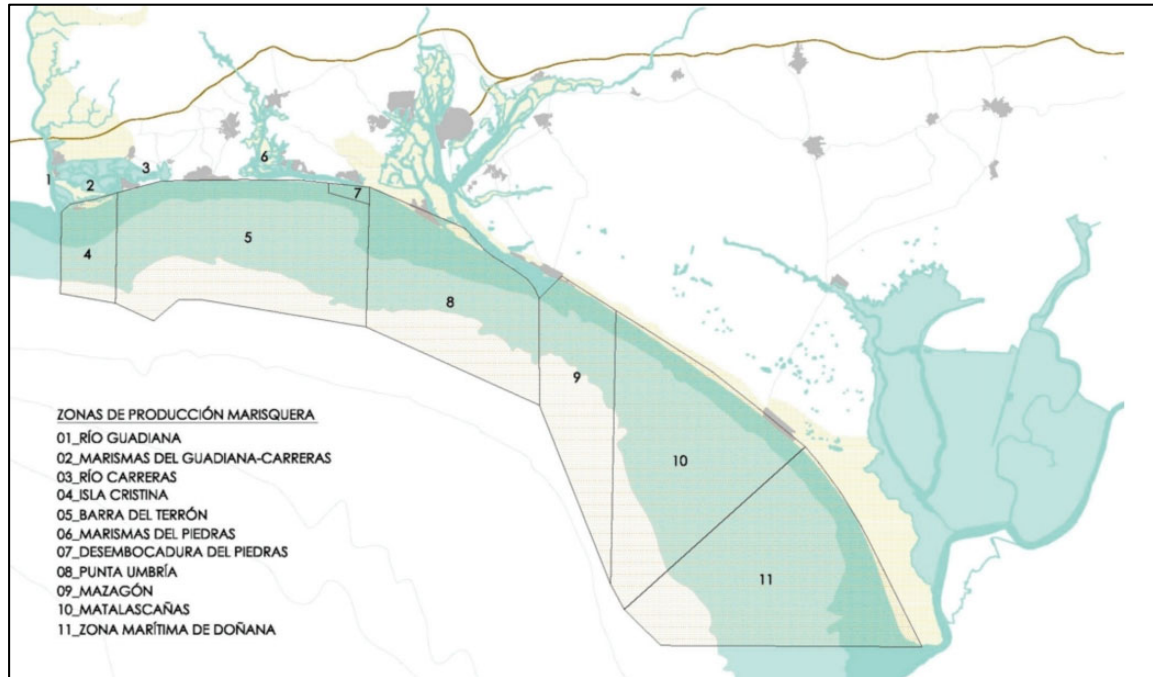 6
3
1
2
7
5
4
8
9
10
11
ZONAS DE PRODUCCIÓN MARISQUERA
01_RÍO GUADIANA
02_MARISMAS DEL GUADIANA-CARRERAS
03_RÍO CARRERAS
04_ISLA CRISTINA
05_BARRA DEL TERRÓN
06_MARISMAS DEL PIEDRAS
07_DESEMBOCADURA DEL PIEDRAS
08_PUNTA UMBRÍA
09_MAZAGÓN
10_MATALASCAÑAS
11_ZONA MARÍTIMA DE DOÑANA